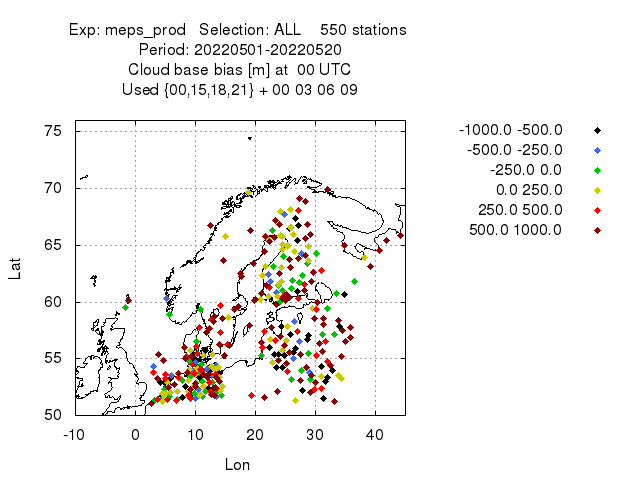 Exp: meps_prod   Selection: ALL    550 stations
Period: 20220501-20220520
Cloud base bias [m] at  00 UTC
Used {00,15,18,21} + 00 03 06 09
-1000.0 -500.0
-500.0 -250.0
-250.0 0.0
0.0 250.0
250.0 500.0
500.0 1000.0
75
70
65
60
55
50
Lat
-10 0 10 20 30 40
Lon